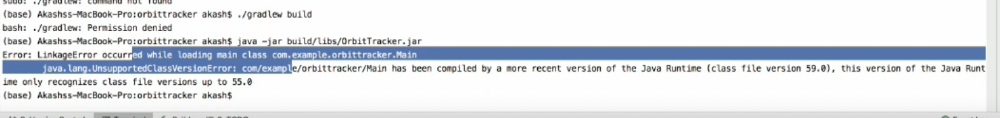 sudo: ./gradlew: command not found
(base) Akashss-MacBook-Pro:orbittracker akash$ ./gradlew build
bash: ./gradlew: Permission denied
(base) Akashss-MacBook-Pro:orbittracker akash$ java -jar build/libs/OrbitTracker.jar
Error: LinkageError occurred while loading main class com.example.orbittracker.Main
java.lang.UnsupportedClassVersionError: com/example/orbittracker/Main has been compiled by a more recent version of the Java Runtime (class file version 59.0), this version of the Java Runt
ime only recognizes class file versions up to 55.0
(base) Akashss-MacBook-Pro:orbittracker akash$